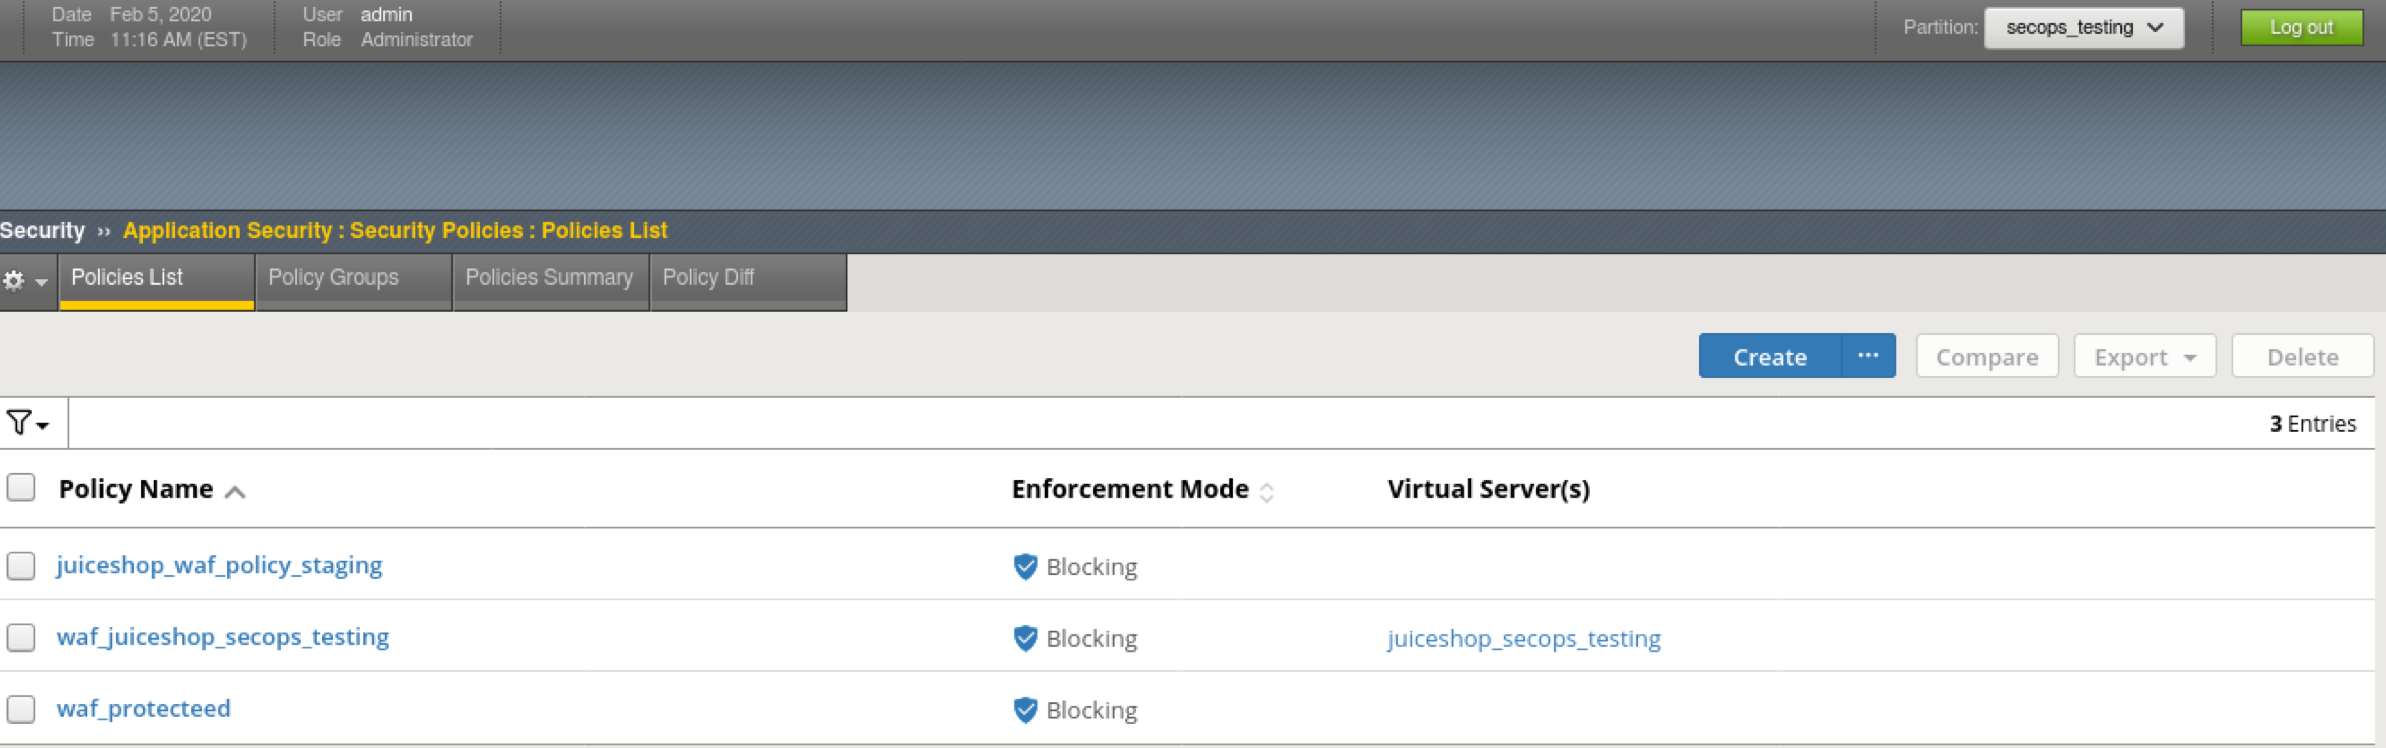 Date Feb 5, 2020 User admin Partition: secops_testing Log out
Time 11:16 AM (EST) Role Administrator
Security ›› Application Security : Security Policies : Policies List
Policies List Policy Groups Policies Summary Policy Diff
Create ... Compare Export Delete
3 Entries
Policy Name Enforcement Mode Virtual Server(s)
juiceshop_waf_policy_staging Blocking
waf_juiceshop_secops_testing Blocking juiceshop_secops_testing
waf_protecteed Blocking